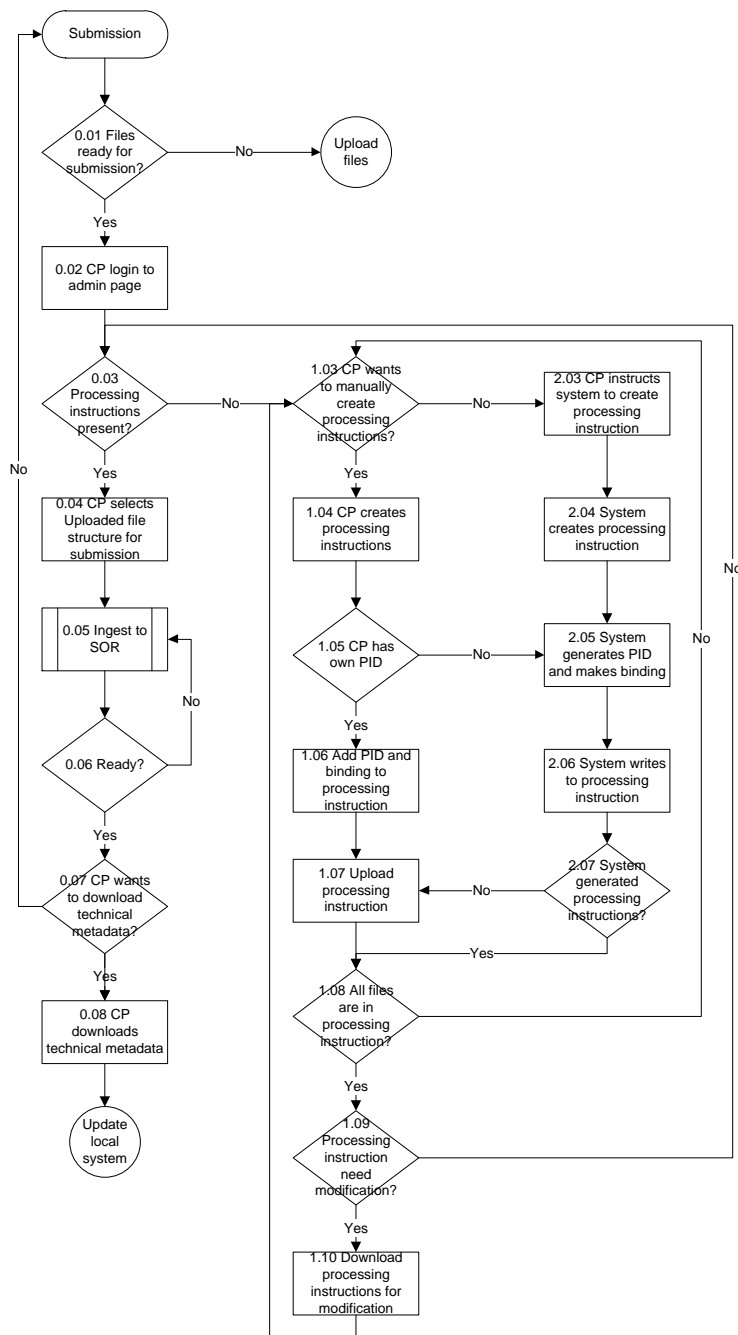 Submission
0.01 Files
ready for
submission?
No
Upload
files
Yes
0.02 CP login to
admin page
0.03
Processing
instructions
present?
No
1.03 CP wants
to manually
create
processing
instructions?
No
2.03 CP instructs
system to create
processing
instruction
Yes
Yes
No
0.04 CP selects
Uploaded file
structure for
submission
1.04 CP creates
processing
instructions
2.04 System
creates processing
instruction
No
0.05 Ingest to
SOR
1.05 CP has
own PID
No
2.05 System
generates PID
and makes binding
No
No
Yes
0.06 Ready?
1.06 Add PID and
binding to
processing
instruction
2.06 System writes
to processing
instruction
Yes
0.07 CP wants
to download
technical
metadata?
1.07 Upload
processing
instruction
No
2.07 System
generated
processing
instructions?
Yes
Yes
0.08 CP
downloads
technical metadata
1.08 All files
are in
processing
instruction?
Yes
Update
local
system
1.09
Processing
instruction
need
modification?
Yes
1.10 Download
processing
instructions for
modification